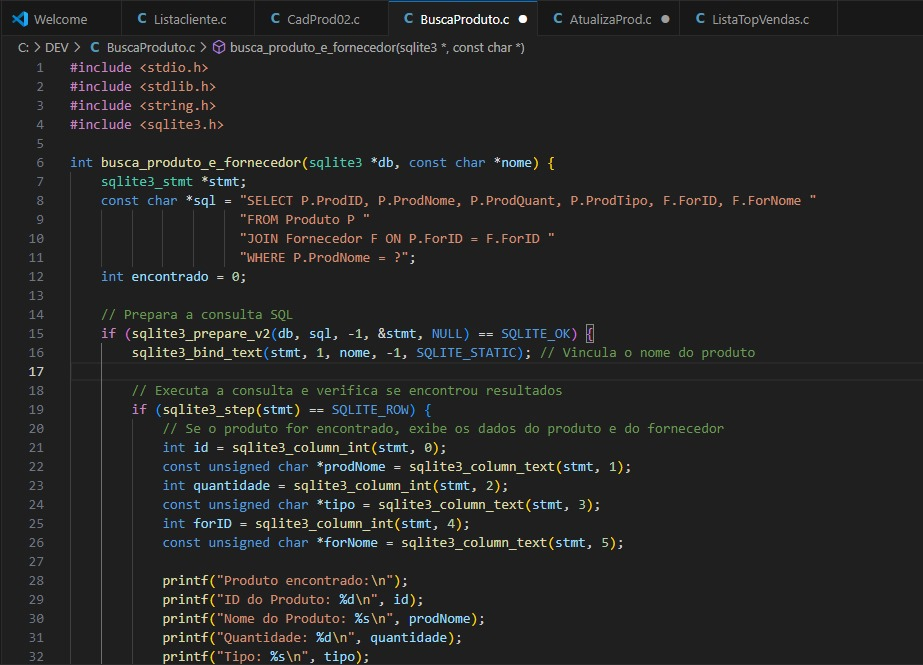 Welcome C Listacliente.c C CadProd02.c C BuscaProduto.c ● C AtualizaProd.c ● C ListaTopVendas.c
C: > DEV > C BuscaProduto.c > busca_produto_e_fornecedor(sqlite3 *, const char *)
1 #include <stdio.h>
2 #include <stdlib.h>
3 #include <string.h>
4 #include <sqlite3.h>
5
6 int busca_produto_e_fornecedor(sqlite3 *db, const char *nome) {
7 sqlite3_stmt *stmt;
8 const char *sql = "SELECT P.ProdID, P.ProdNome, P.ProdQuant, P.ProdTipo, F.ForID, F.ForNome "
9 "FROM Produto P "
10 "JOIN Fornecedor F ON P.ForID = F.ForID "
11 "WHERE P.ProdNome = ?";
12 int encontrado = 0;
13
14 // Prepara a consulta SQL
15 if (sqlite3_prepare_v2(db, sql, -1, &stmt, NULL) == SQLITE_OK) {
16 sqlite3_bind_text(stmt, 1, nome, -1, SQLITE_STATIC); // Vincula o nome do produto
17
18 // Executa a consulta e verifica se encontrou resultados
19 if (sqlite3_step(stmt) == SQLITE_ROW) {
20 // Se o produto for encontrado, exibe os dados do produto e do fornecedor
21 int id = sqlite3_column_int(stmt, 0);
22 const unsigned char *prodNome = sqlite3_column_text(stmt, 1);
23 int quantidade = sqlite3_column_int(stmt, 2);
24 const unsigned char *tipo = sqlite3_column_text(stmt, 3);
25 int forID = sqlite3_column_int(stmt, 4);
26 const unsigned char *forNome = sqlite3_column_text(stmt, 5);
27
28 printf("Produto encontrado:\n");
29 printf("ID do Produto: %d\n", id);
30 printf("Nome do Produto: %s\n", prodNome);
31 printf("Quantidade: %d\n", quantidade);
32 printf("Tipo: %s\n", tipo);